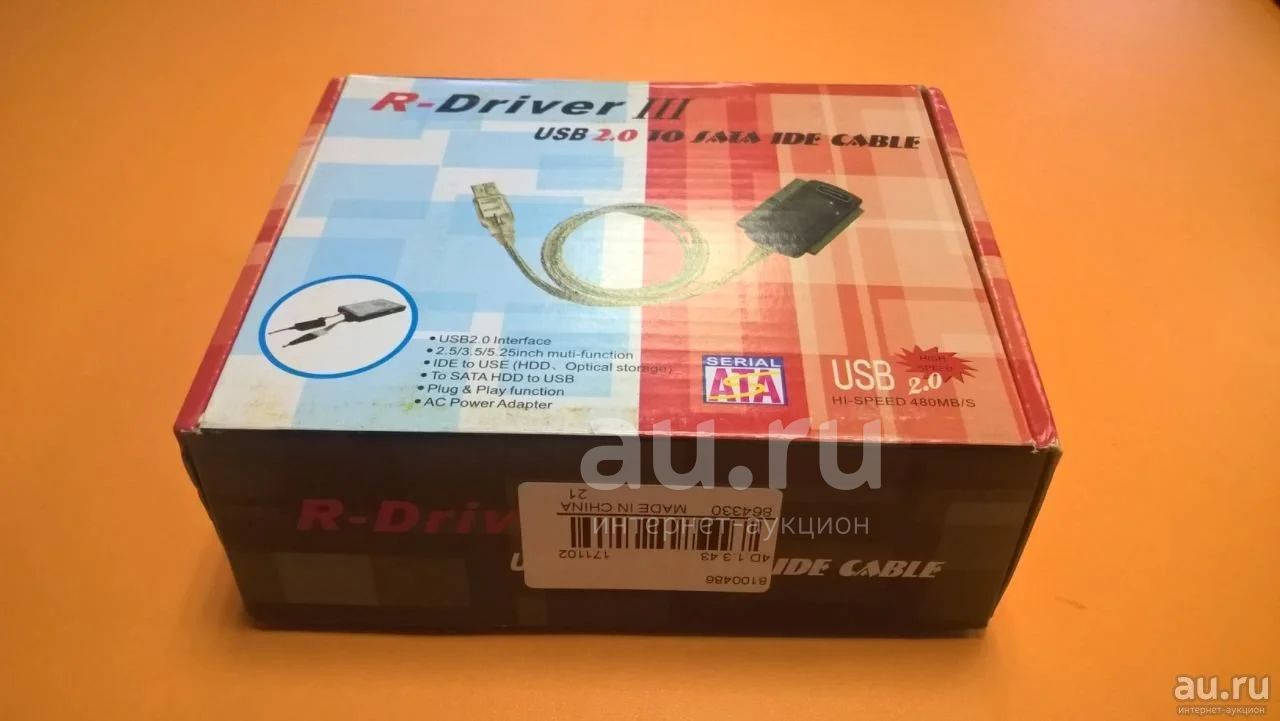 R-Driver III
USB 2.0 TO SATA IDE CABLE
• USB2.0 Interface
• 2.5/3.5/5.25inch muti-function
• IDE to USE (HDD、Optical storage)
• To SATA HDD to USB
• Plug & Play function
• AC Power Adapter
SERIAL
ATA
HIGH
SPEED
USB 2.0
HI-SPEED 480MB/S
au.ru
интернет-аукцион
R-Driv
IDE CABLE
8100486
4D.1.3.43 171102
864330 MADE IN CHINA
21
au.ru
интернет-аукцион